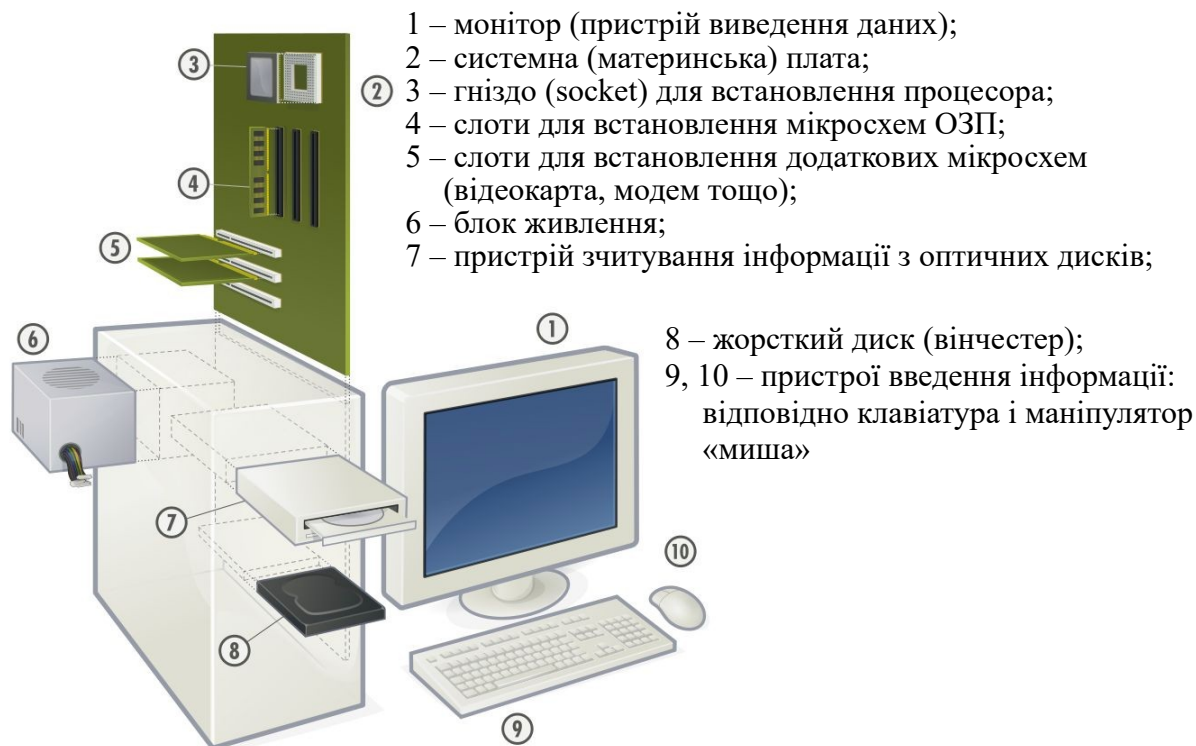 1 – монітор (пристрій виведення даних);
2 – системна (материнська) плата;
3 – гніздо (socket) для встановлення процесора;
4 – слоти для встановлення мікросхем ОЗП;
5 – слоти для встановлення додаткових мікросхем
(відеокарта, модем тощо);
6 – блок живлення;
7 – пристрій зчитування інформації з оптичних дисків;
8 – жорсткий диск (вінчестер);
9, 10 – пристрої введення інформації:
відповідно клавіатура і маніпулятор
«миша»
3
2
4
5
6
1
7
10
8
9